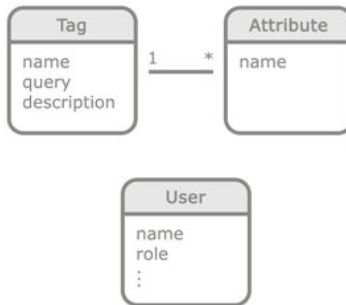 Tag
name
query
description
1 *
Attribute
name
User
name
role
⋮